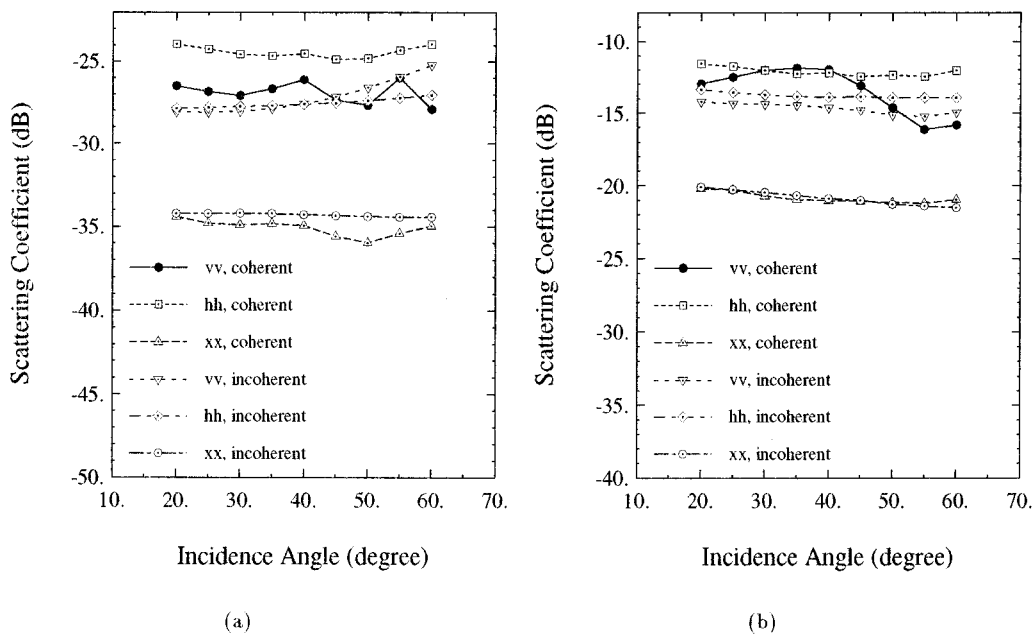 Scattering Coefficient (dB)
-25.
-30.
-35.
-40.
-45.
-50.
vv, coherent
hh, coherent
xx, coherent
vv, incoherent
hh, incoherent
xx, incoherent
10. 20. 30. 40. 50. 60. 70.
Incidence Angle (degree)
(a)
Scattering Coefficient (dB)
-10.
-15.
-20.
-25.
-30.
-35.
-40.
vv, coherent
hh, coherent
xx, coherent
vv, incoherent
hh, incoherent
xx, incoherent
10. 20. 30. 40. 50. 60. 70.
Incidence Angle (degree)
(b)